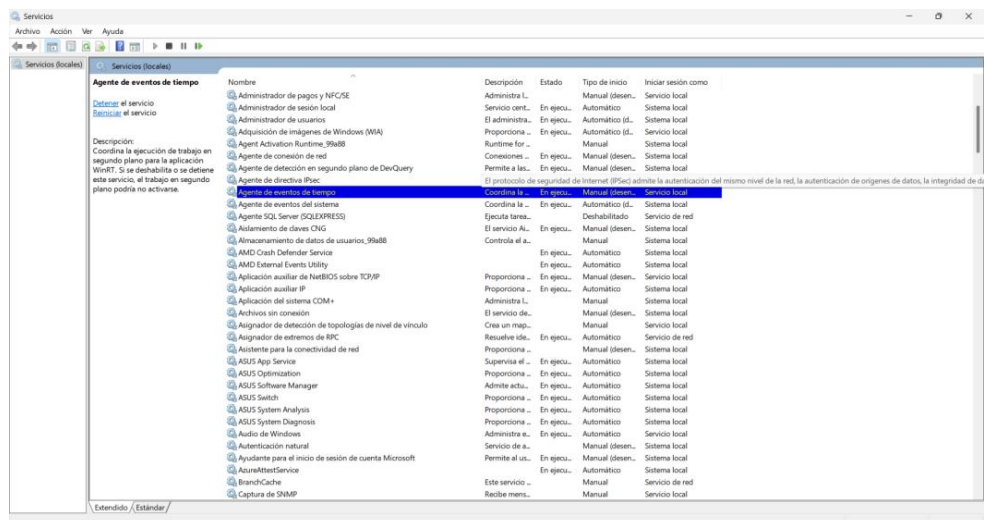 Servicios
Archivo Acción Ver Ayuda
Servicios (locales)
Servicios (locales)
Agente de eventos de tiempo
Detener el servicio
Reiniciar el servicio
Descripción:
Coordina la ejecución de trabajo en
segundo plano para la aplicación
WinRT. Si se deshabilita o se detiene
este servicio, el trabajo en segundo
plano podría no activarse.
Nombre Descripción Estado Tipo de inicio Iniciar sesión como
Administrador de pagos y NFC/SE Administra l... Manual (desen... Servicio local
Administrador de sesión local Servicio cent... En ejecu... Automático Sistema local
Administrador de usuarios El administra... En ejecu... Automático (d... Sistema local
Adquisición de imágenes de Windows (WIA) Proporciona ... En ejecu... Automático (d... Servicio local
Agent Activation Runtime_99a88 Runtime for ... Manual Sistema local
Agente de conexión de red Conexiones ... En ejecu... Manual (desen... Sistema local
Agente de detección en segundo plano de DevQuery Permite a las... En ejecu... Manual (desen... Sistema local
Agente de directiva IPsec El protocolo de seguridad de Internet (IPSec) admite la autenticación del mismo nivel de la red, la autenticación de orígenes de datos, la integridad de da
Agente de eventos de tiempo Coordina la ... En ejecu... Manual (desen... Servicio local
Agente de eventos del sistema Coordina la ... En ejecu... Automático (d... Sistema local
Agente SQL Server (SQLEXPRESS) Ejecuta tarea... Deshabilitado Servicio de red
Aislamiento de claves CNG El servicio Ai... En ejecu... Manual (desen... Sistema local
Almacenamiento de datos de usuarios_99a88 Controla el a... Manual Sistema local
AMD Crash Defender Service En ejecu... Automático Sistema local
AMD External Events Utility En ejecu... Automático Sistema local
Aplicación auxiliar de NetBIOS sobre TCP/IP Proporciona ... En ejecu... Manual (desen... Servicio local
Aplicación auxiliar IP Proporciona ... En ejecu... Automático Sistema local
Aplicación del sistema COM+ Administra l... Manual Sistema local
Archivos sin conexión El servicio de... Manual (desen... Sistema local
Asignador de detección de topologías de nivel de vínculo Crea un map... Manual Servicio local
Asignador de extremos de RPC Resuelve ide... En ejecu... Automático Servicio de red
Asistente para la conectividad de red Proporciona ... Manual (desen... Sistema local
ASUS App Service Supervisa el ... En ejecu... Automático Sistema local
ASUS Optimization Proporciona ... En ejecu... Automático Sistema local
ASUS Software Manager Admite actu... En ejecu... Automático Sistema local
ASUS Switch Proporciona ... En ejecu... Automático Sistema local
ASUS System Analysis Proporciona ... En ejecu... Automático Sistema local
ASUS System Diagnosis Proporciona ... En ejecu... Automático Sistema local
Audio de Windows Administra e... En ejecu... Automático Servicio local
Autenticación natural Servicio de a... Manual (desen... Sistema local
Ayudante para el inicio de sesión de cuenta Microsoft Permite al us... En ejecu... Manual (desen... Sistema local
AzureAttestService En ejecu... Automático Sistema local
BranchCache Este servicio ... Manual Servicio de red
Captura de SNMP Recibe mens... Manual Servicio local
Extendido Estándar